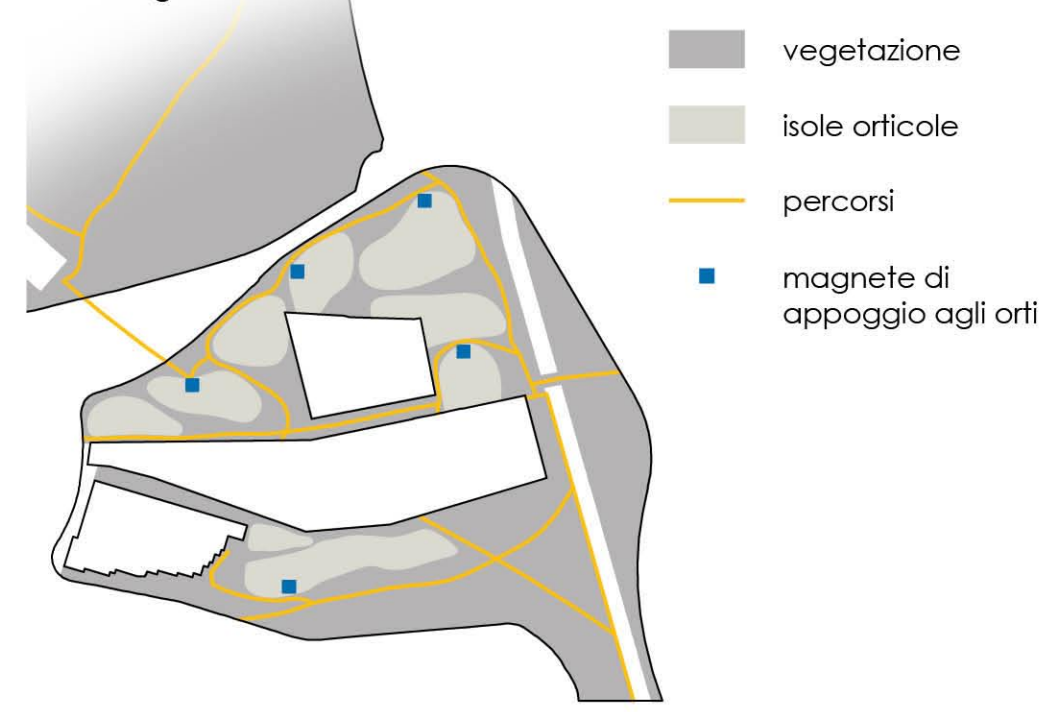 vegetazione
isole orticole
percorsi
magnete di
appoggio agli orti